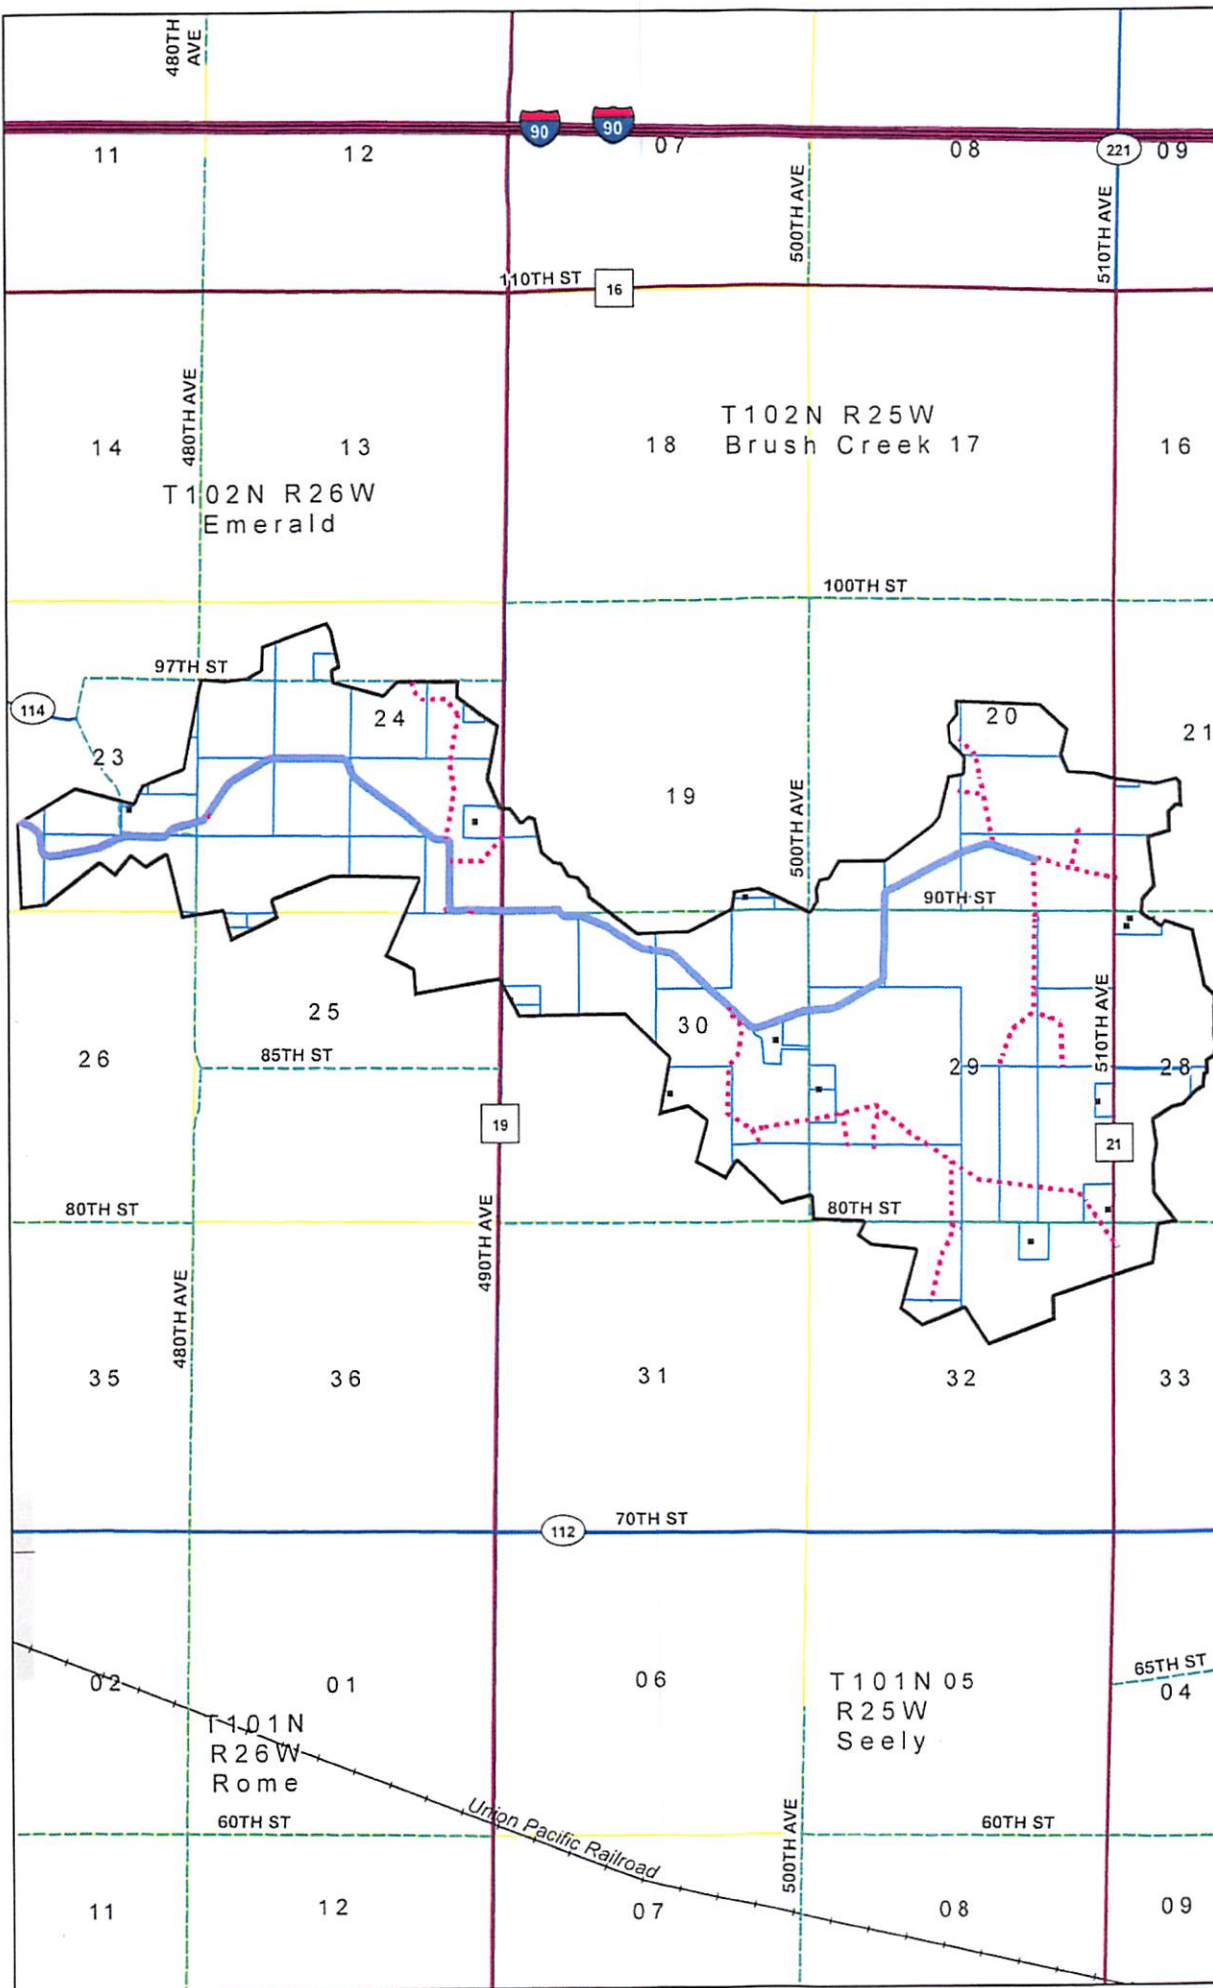 480TH
AVE
90
90
11
12
07
08
221
09
500TH AVE
510TH AVE
110TH ST
16
480TH AVE
14
13
18
T102N R25W
Brush Creek 17
16
T102N R26W
Emerald
100TH ST
97TH ST
114
24
20
23
21
19
500TH AVE
90TH ST
25
30
510TH AVE
26
85TH ST
29
28
19
21
80TH ST
490TH AVE
80TH ST
480TH AVE
35
36
31
32
33
112
70TH ST
02
01
06
T101N 05
R25W
Seely
65TH ST
04
T101N
R26W
Rome
60TH ST
Union Pacific Railroad
500TH AVE
60TH ST
11
12
07
08
09